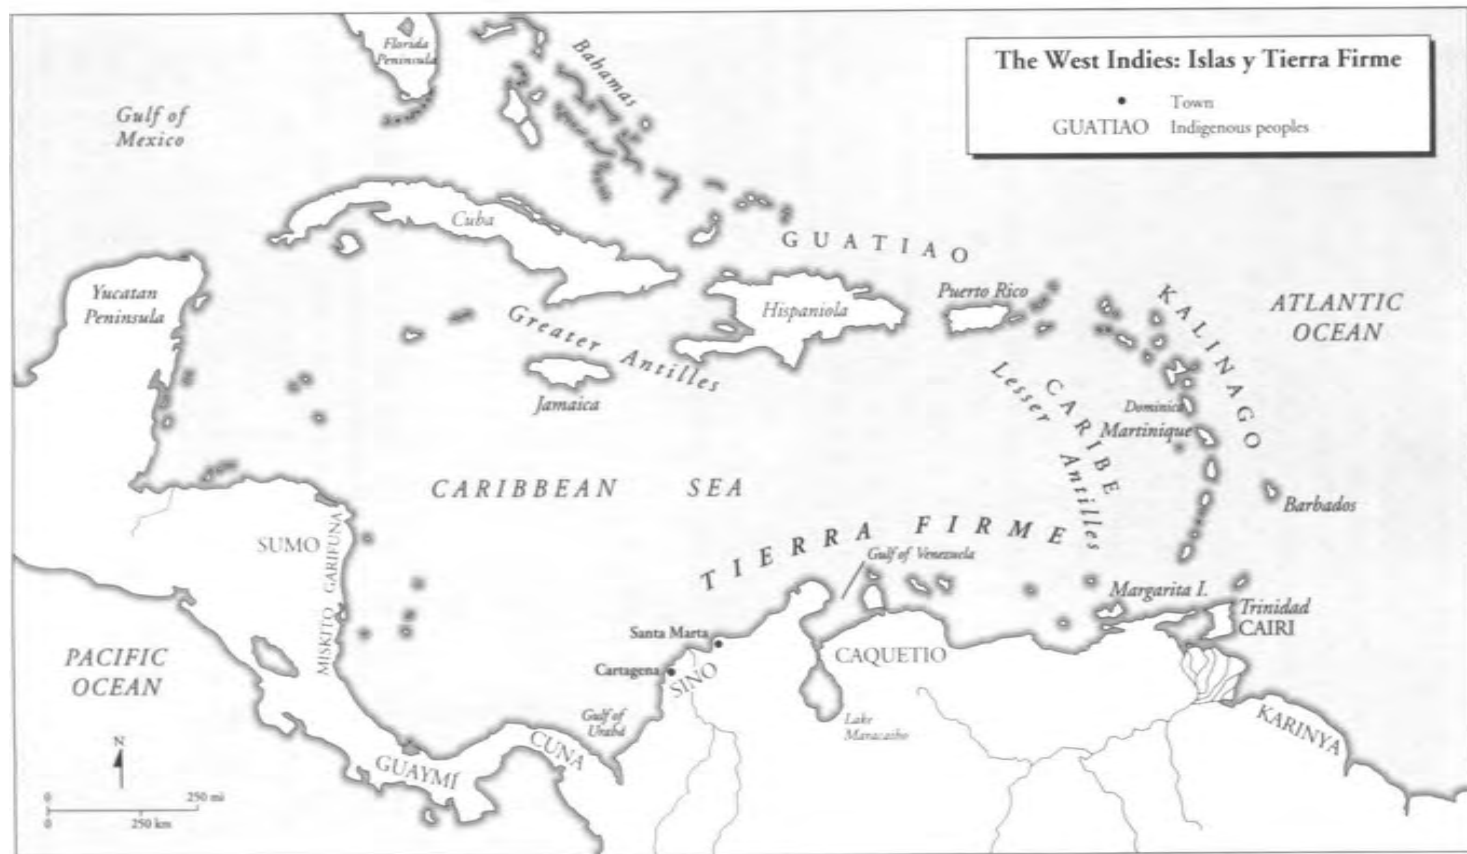 The West Indies: Islas y Tierra Firme
Town
GUATIAO Indigenous peoples
Florida
Peninsula
Bahamas
Gulf of
Mexico
Cuba
GUATIAO
Yucatan
Peninsula
Hispaniola
Puerto Rico
KALINAGO
ATLANTIC
OCEAN
Greater Antilles
Jamaica
Lesser Antilles
CARIBE
Dominica
Martinique
CARIBBEAN SEA
Barbados
TIERRA FIRME
Gulf of Venezuela
SUMO
GARIFUNA
MISKITO
Margarita I.
Trinidad
CAIRI
Santa Marta
Cartagena
SINÓ
CAQUETIO
PACIFIC
OCEAN
Gulf of
Urabá
Lake
Maracaibo
KARINYA
CUNA
GUAYMÍ
N
0 250 mi
0 250 km